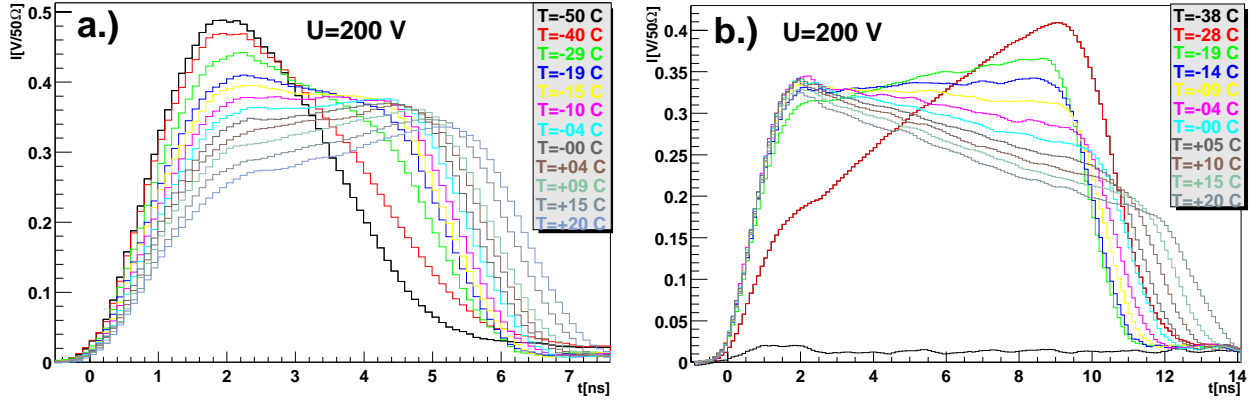 a.)
U=200 V
I[V/50Ω]
0.5
0.4
0.3
0.2
0.1
0
0 1 2 3 4 5 6 7
t[ns]
T=-50 C
T=-40 C
T=-29 C
T=-19 C
T=-15 C
T=-10 C
T=-04 C
T=-00 C
T=+04 C
T=+09 C
T=+15 C
T=+20 C
b.)
U=200 V
I[V/50Ω]
0.4
0.35
0.3
0.25
0.2
0.15
0.1
0.05
0
0 2 4 6 8 10 12 14
t[ns]
T=-38 C
T=-28 C
T=-19 C
T=-14 C
T=-09 C
T=-04 C
T=-00 C
T=+05 C
T=+10 C
T=+15 C
T=+20 C